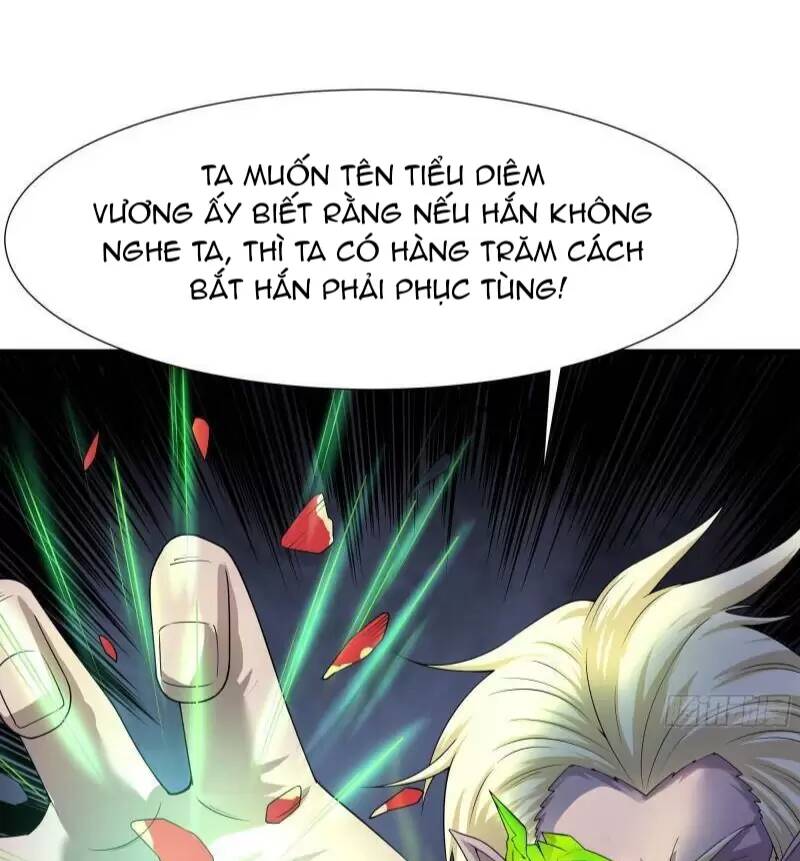 TA MUỐN TÊN TIỂU DIÊM
VƯƠNG ẤY BIẾT RẰNG NẾU HẮN KHÔNG
NGHE TA, THÌ TA CÓ HÀNG TRĂM CÁCH
BẮT HẮN PHẢI PHỤC TÙNG!